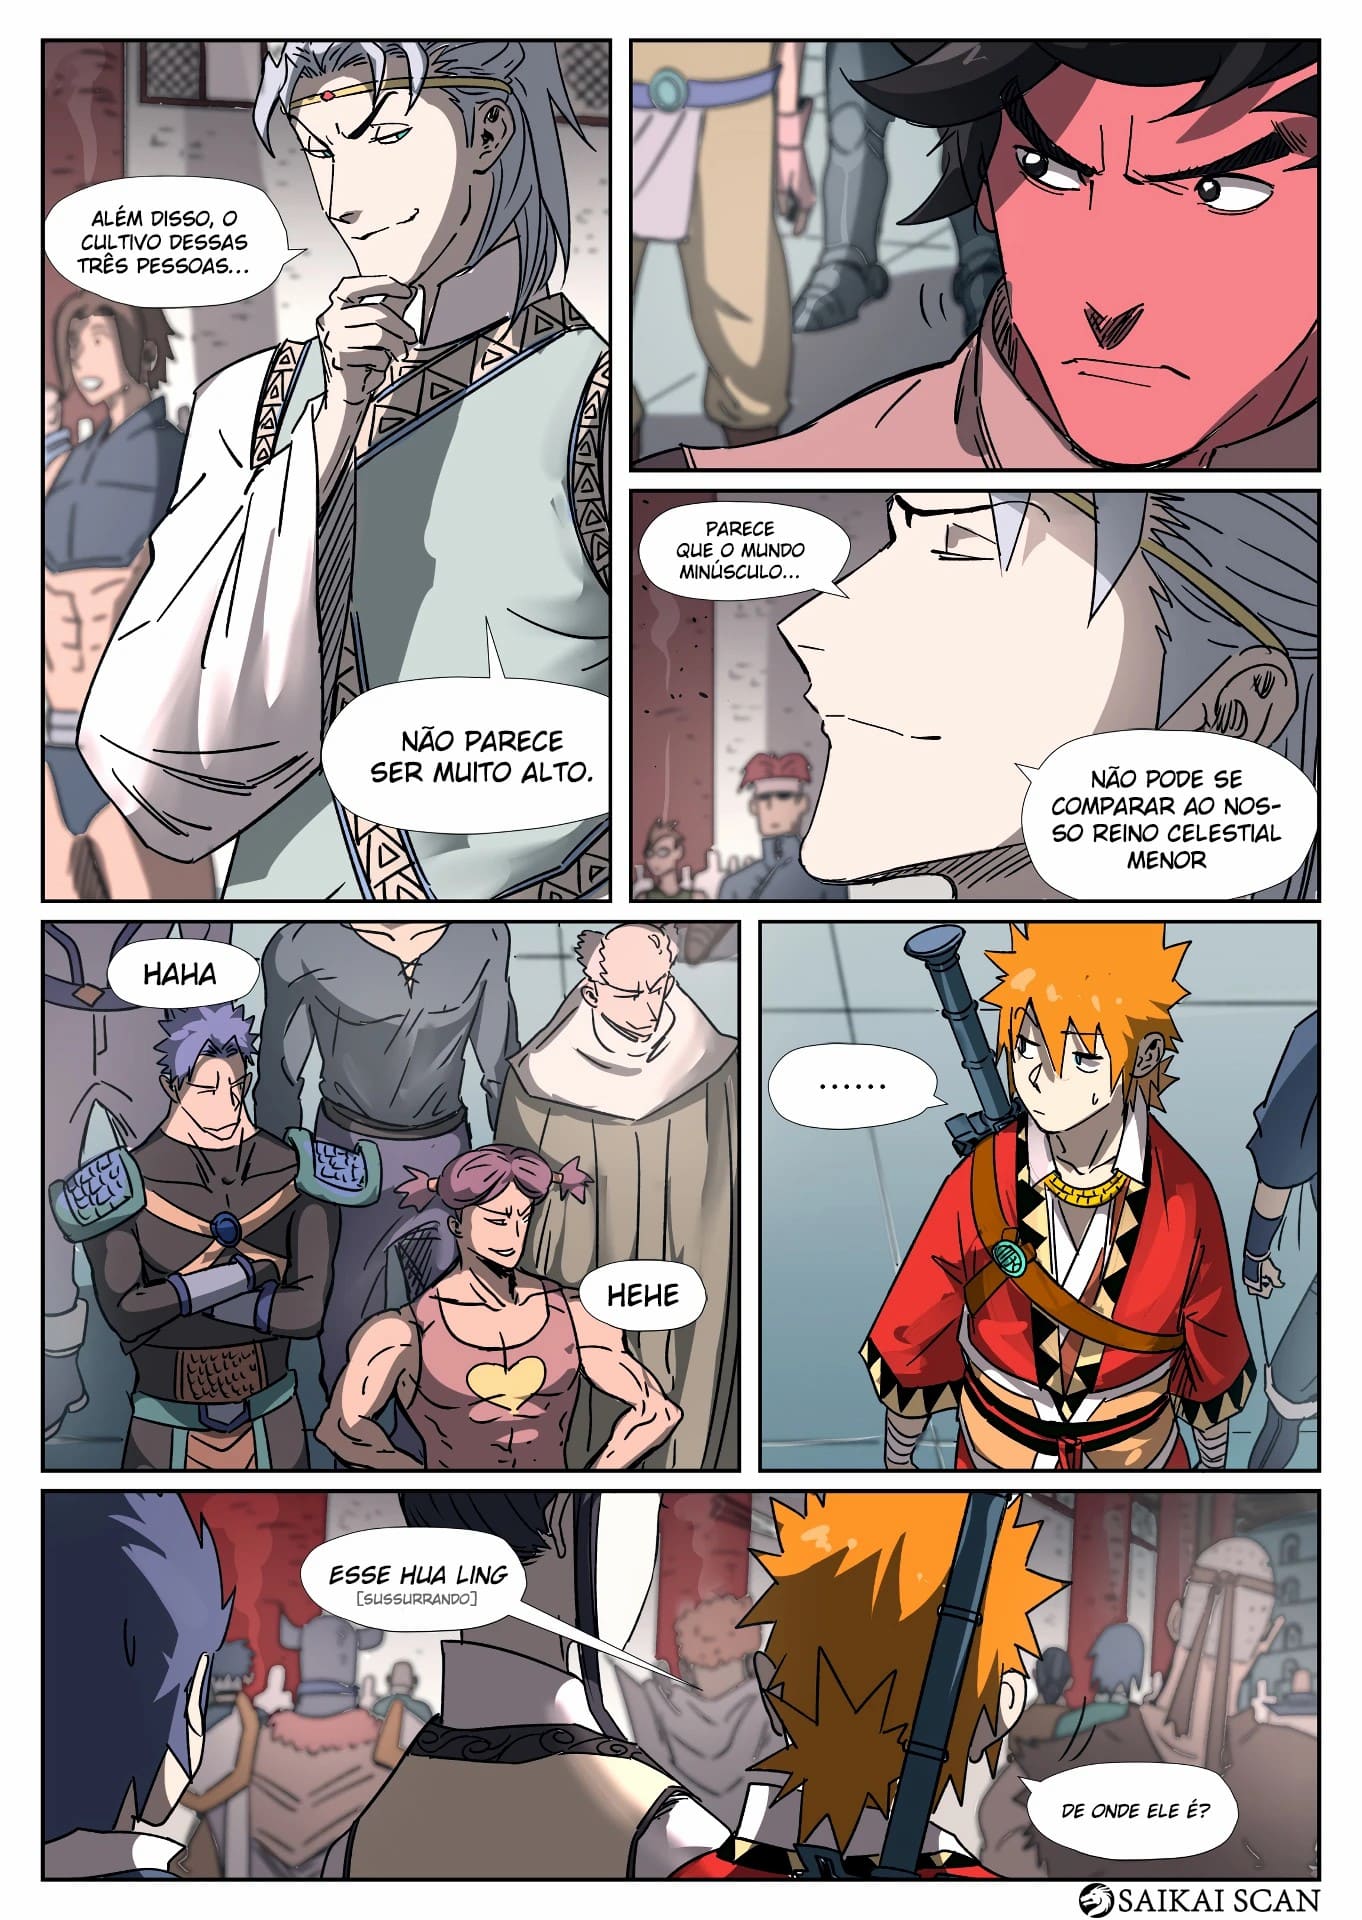 ALÉM DISSO, O
CULTIVO DESSAS
TRÊS PESSOAS...
NÃO PARECE
SER MUITO ALTO.
PARECE
QUE O MUNDO
MINÚSCULO...
NÃO PODE SE
COMPARAR AO NOS-
SO REINO CELESTIAL
MENOR
HAHA
HEHE
......
ESSE HUA LING
[SUSSURRANDO]
DE ONDE ELE É?
SAIKAI SCAN